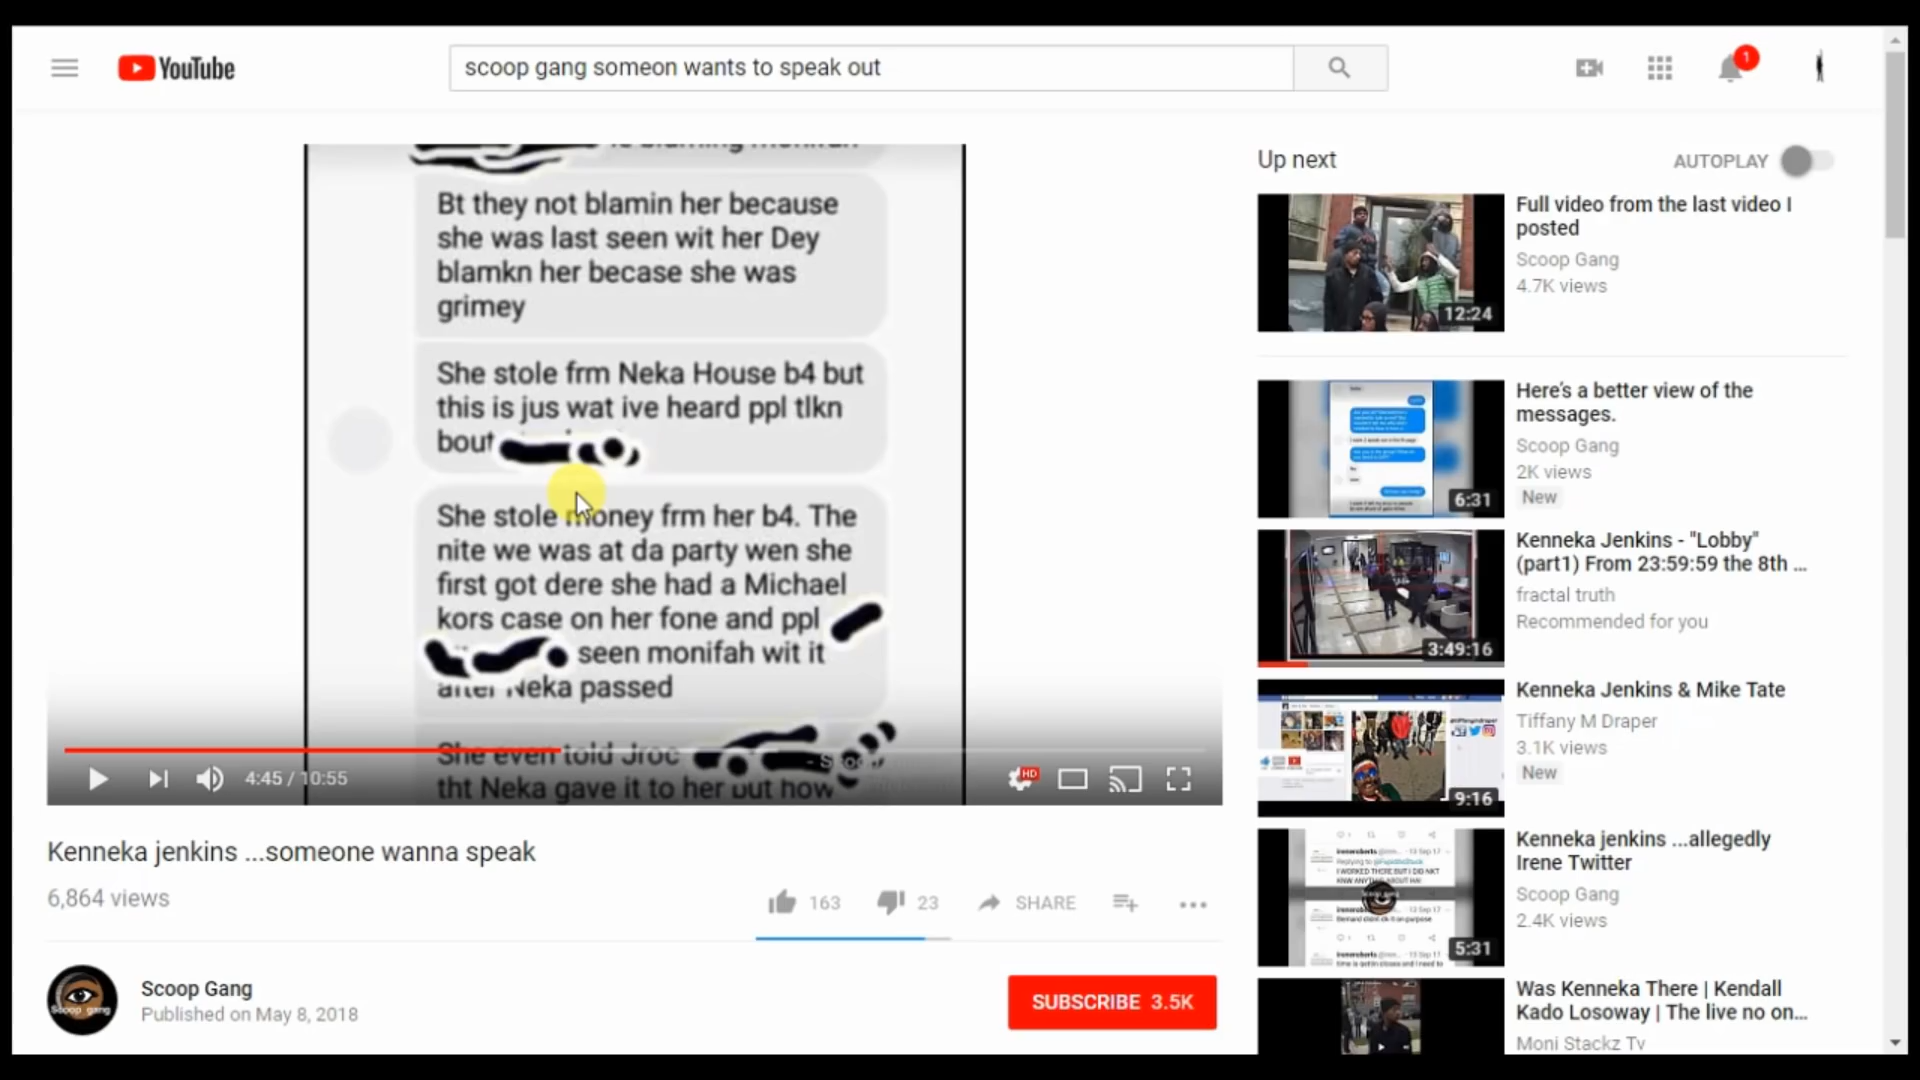 YouTube
scoop gang someon wants to speak out
1
Bt they not blamin her because
she was last seen wit her Dey
blamkn her becase she was
grimey
She stole frm Neka House b4 but
this is jus wat ive heard ppl tlkn
bout
She stole money frm her b4. The
nite we was at da party wen she
first got dere she had a Michael
kors case on her fone and ppl
seen monifah wit it
after Neka passed
She even told Jroc
tht Neka gave it to her but how
4:45 / 10:55
HD
Kenneka jenkins ...someone wanna speak
6,864 views
163
23
SHARE
Scoop Gang
Published on May 8, 2018
SUBSCRIBE 3.5K
Up next
AUTOPLAY
12:24
Full video from the last video I
posted
Scoop Gang
4.7K views
6:31
Here's a better view of the
messages.
Scoop Gang
2K views
New
3:49:16
Kenneka Jenkins - "Lobby"
(part1) From 23:59:59 the 8th ...
fractal truth
Recommended for you
9:16
Kenneka Jenkins & Mike Tate
Tiffany M Draper
3.1K views
New
5:31
Kenneka jenkins ...allegedly
Irene Twitter
Scoop Gang
2.4K views
Was Kenneka There | Kendall
Kado Losoway | The live no on...
Moni Stackz Tv